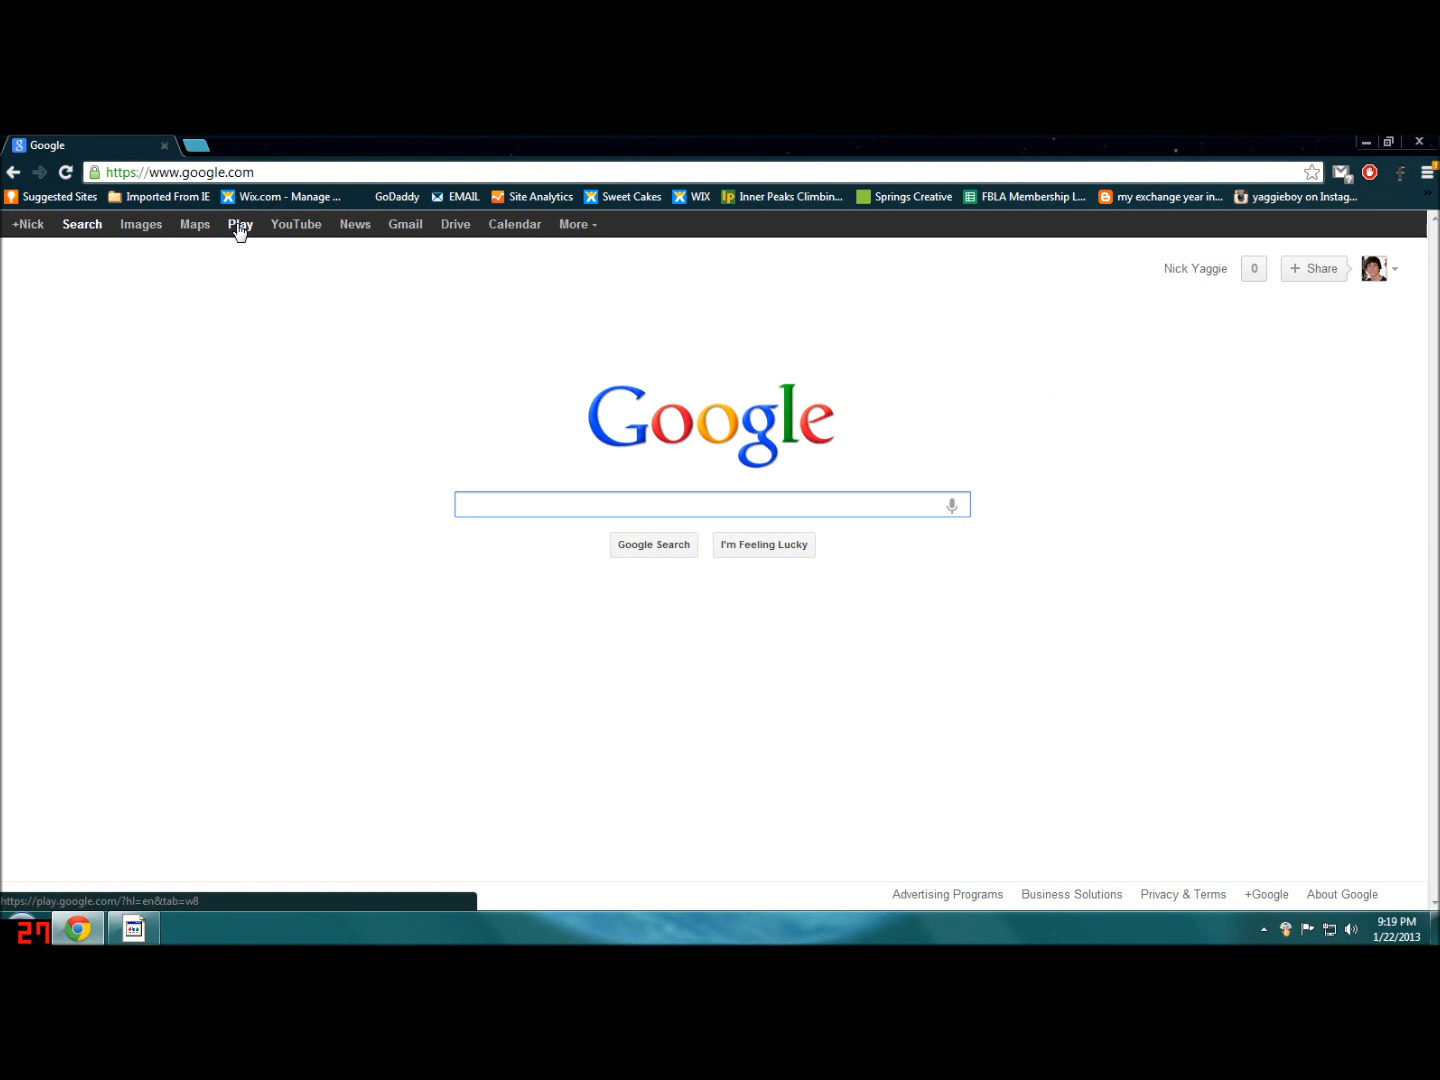 Google
https://www.google.com
Suggested Sites Imported From IE Wix.com - Manage ... GoDaddy EMAIL Site Analytics Sweet Cakes WIX Inner Peaks Climbin... Springs Creative FBLA Membership L... my exchange year in... yaggieboy on Instag...
+Nick Search Images Maps Play YouTube News Gmail Drive Calendar More
Nick Yaggie 0 + Share
Google
Google Search I'm Feeling Lucky
Advertising Programs Business Solutions Privacy & Terms +Google About Google
https://play.google.com/?hl=en&tab=w8
27
9:19 PM
1/22/2013